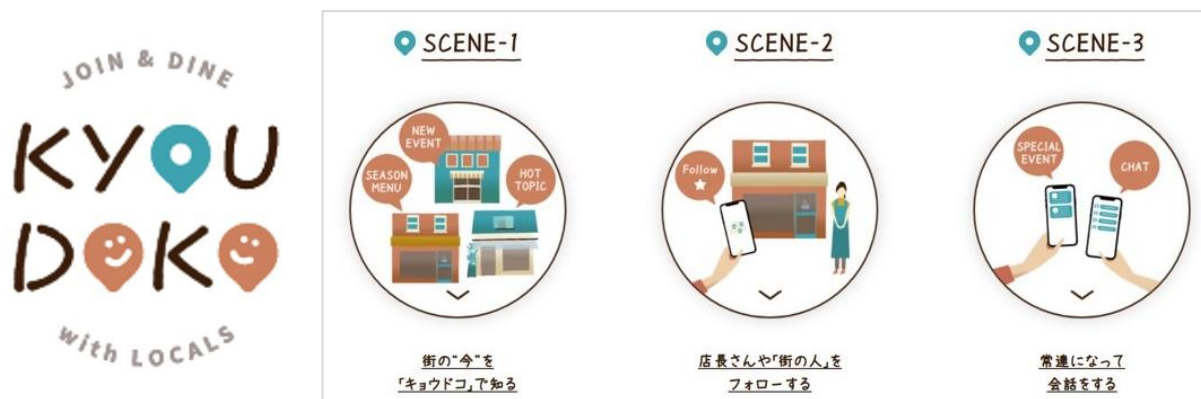 JOIN & DINE
KYOU
DOKO
with LOCALS
SCENE-1
NEW
EVENT
SEASON
MENU
HOT
TOPIC
街の“今”を
「キョウドコ」で知る
SCENE-2
Follow
店長さんや「街の人」を
フォローする
SCENE-3
SPECIAL
EVENT
CHAT
常連になって
会話をする